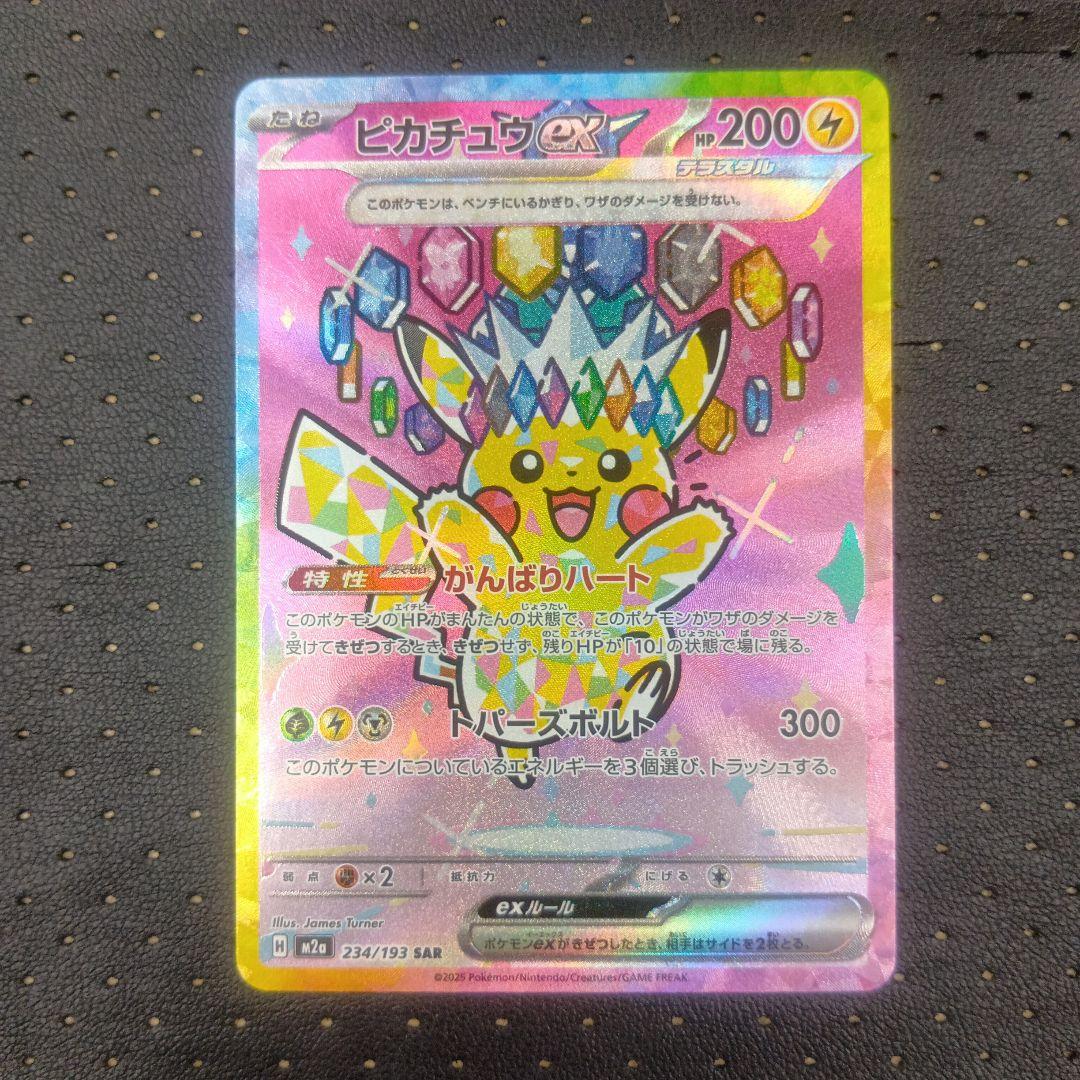 たね ピカチュウex HP200
テラスタル
このポケモンは、ベンチにいるかぎり、ワザのダメージを受けない。
特性 がんばりハート
このポケモンのHPがまんたんの状態で、このポケモンがワザのダメージを
受けてきぜつするとき、きぜつせず、残りHPが「10」の状態で場に残る。
トパーズボルト 300
このポケモンについているエネルギーを3個選び、トラッシュする。
弱点 ×2 抵抗力 にげる
exルール
ポケモンexがきぜつしたとき、相手はサイドを2枚とる。
Illus. James Turner
H M2a 234/193 SAR
©2025 Pokémon/Nintendo/Creatures/GAME FREAK